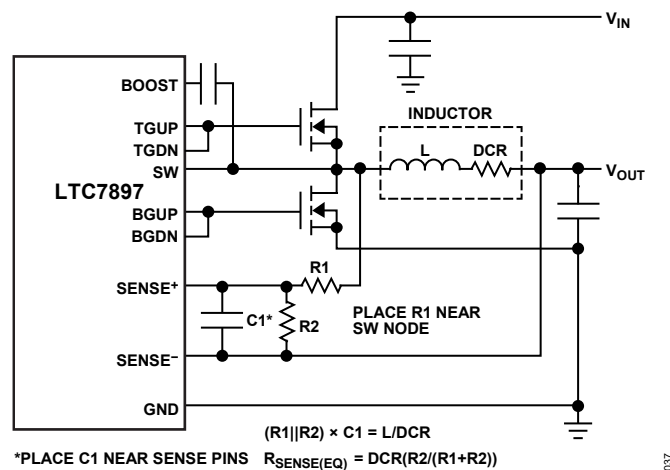 V_IN
BOOST
INDUCTOR
TGUP
TGDN
L
DCR
SW
V_OUT
LTC7897
BGUP
BGDN
R1
SENSE⁺
C1*
R2
PLACE R1 NEAR
SW NODE
SENSE⁻
GND
(R1||R2) × C1 = L/DCR
*PLACE C1 NEAR SENSE PINS
R_SENSE(EQ) = DCR(R2/(R1+R2))
037